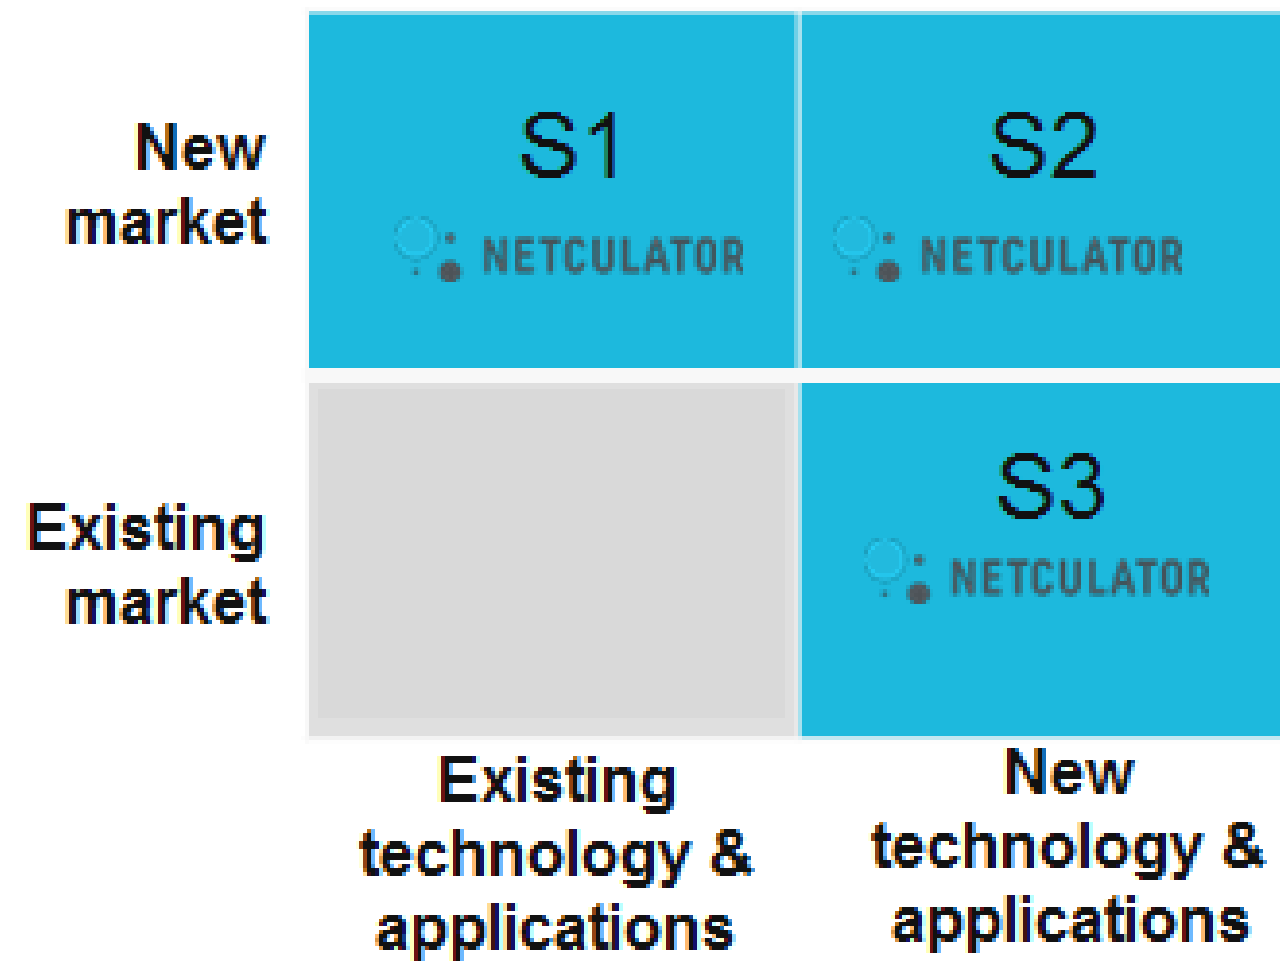 New
market
S1
NETCULATOR
S2
NETCULATOR
Existing
market
S3
NETCULATOR
Existing
technology &
applications
New
technology &
applications